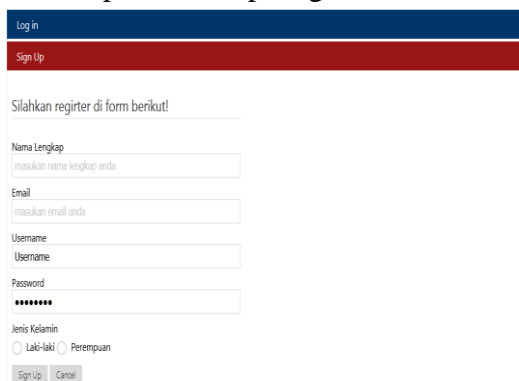 Log in
Sign Up
Silahkan regirter di form berikut!
Nama Lengkap
masukan nama lengkap anda
Email
masukan email anda
Username
Username
Password
••••••••
Jenis Kelamin
Laki-laki Perempuan
Sign Up Cancel